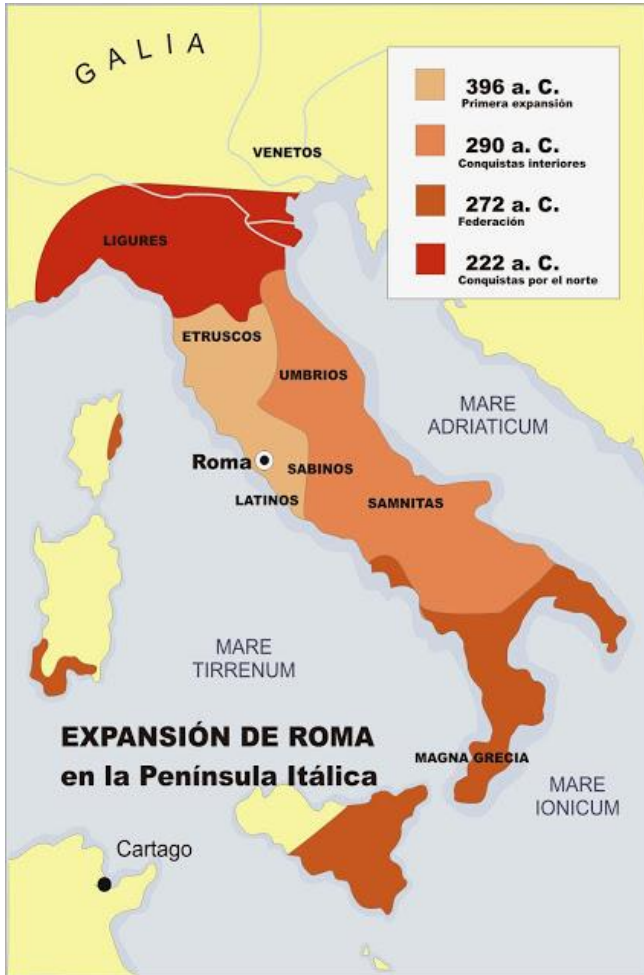 GALIA
396 a. C.
Primera expansión
290 a. C.
Conquistas interiores
272 a. C.
Federación
222 a. C.
Conquistas por el norte
VENETOS
LIGURES
ETRUSCOS
UMBRIOS
MARE
ADRIATICUM
Roma
SABINOS
LATINOS
SAMNITAS
MARE
TIRRENUM
EXPANSIÓN DE ROMA
en la Península Itálica
MAGNA GRECIA
MARE
IONICUM
Cartago